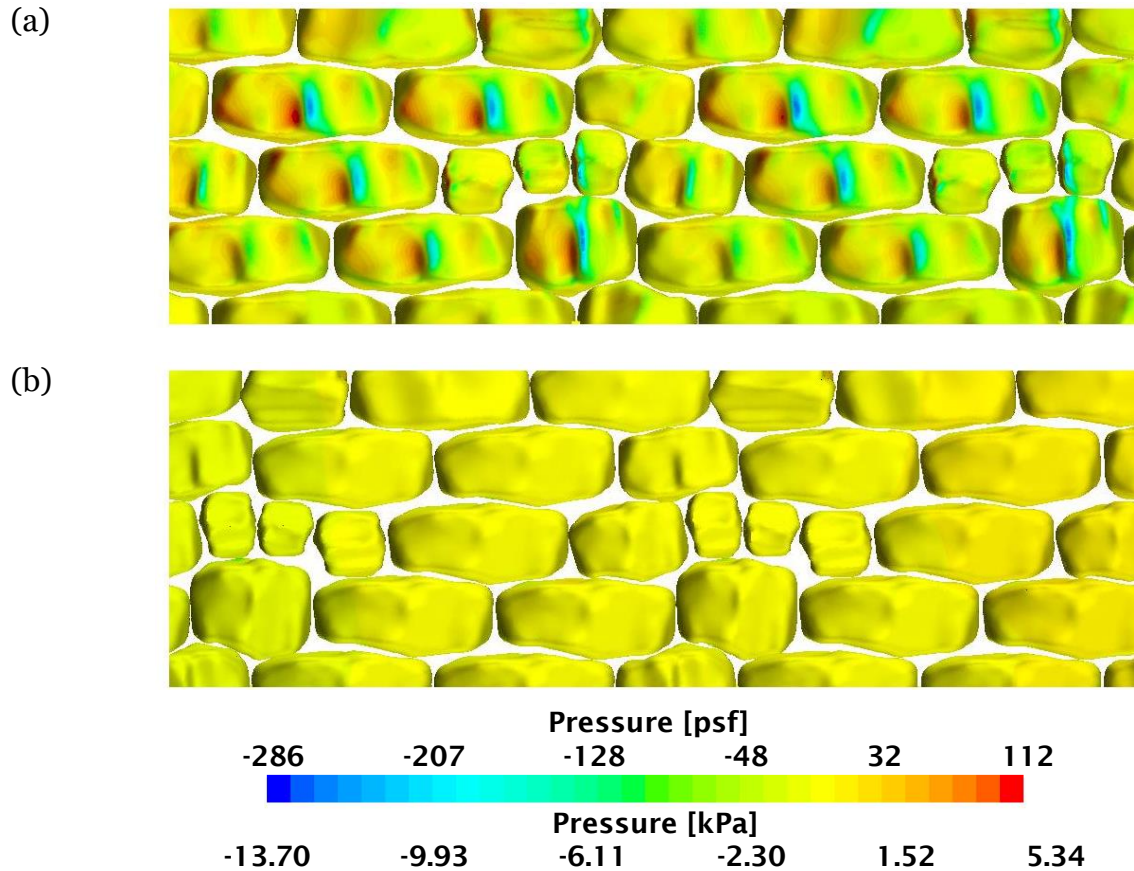 (a)
(b)
Pressure [psf]
-286 -207 -128 -48 32 112
Pressure [kPa]
-13.70 -9.93 -6.11 -2.30 1.52 5.34